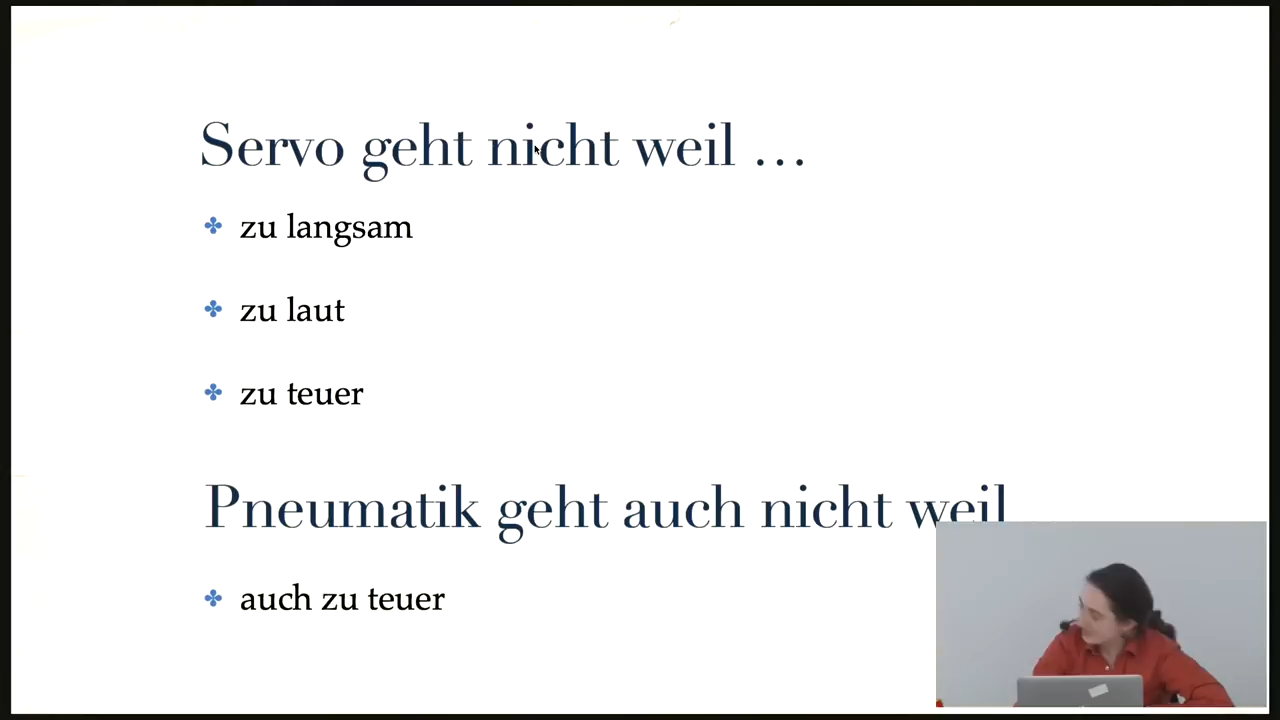 Servo geht nicht weil …
zu langsam
zu laut
zu teuer
Pneumatik geht auch nicht weil
auch zu teuer